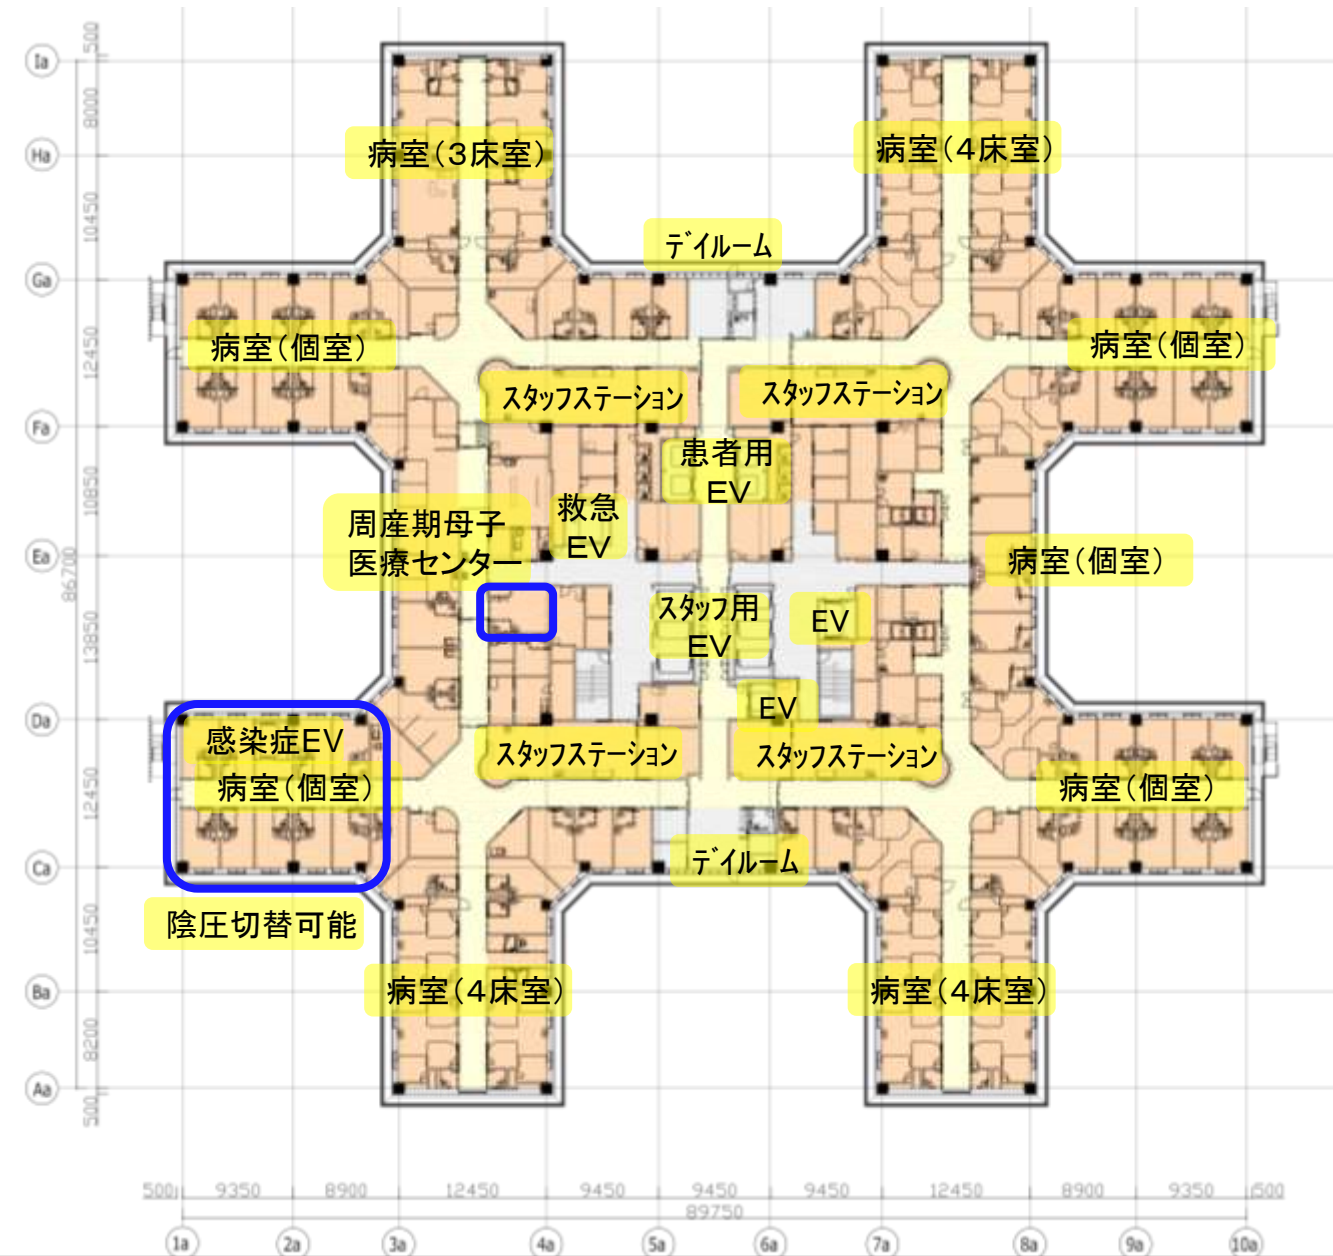 Ia
500
8000
Ha
病室(3床室)
病室(4床室)
10450
デイルーム
Ga
病室(個室)
病室(個室)
12450
スタッフステーション
スタッフステーション
Fa
患者用
EV
10850
周産期母子
医療センター
救急
EV
Ea
86700
病室(個室)
スタッフ用
EV
EV
13850
EV
Da
感染症EV
病室(個室)
スタッフステーション
スタッフステーション
病室(個室)
12450
デイルーム
Ca
陰圧切替可能
10450
病室(4床室)
病室(4床室)
Ba
8200
Aa
500
500 9350 8900 12450 9450 9450 9450 12450 8900 9350 500
89750
1a 2a 3a 4a 5a 6a 7a 8a 9a 10a